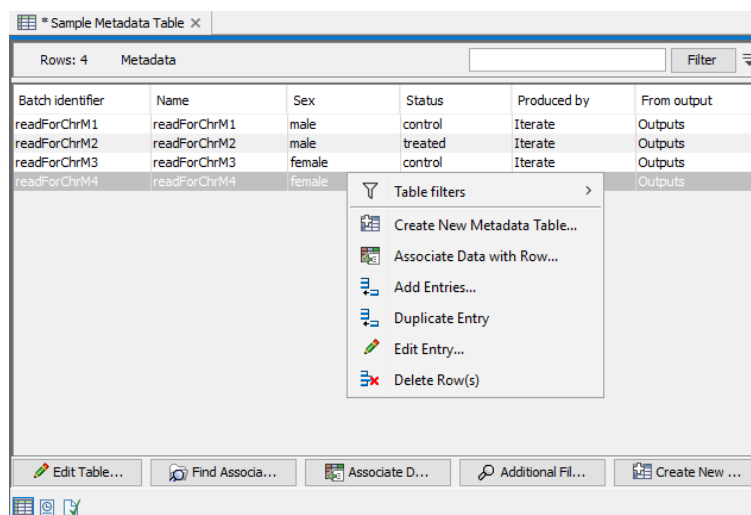 * Sample Metadata Table
Rows: 4 Metadata Filter
Batch identifier Name Sex Status Produced by From output
readForChrM1 readForChrM1 male control Iterate Outputs
readForChrM2 readForChrM2 male treated Iterate Outputs
readForChrM3 readForChrM3 female control Iterate Outputs
readForChrM4 readForChrM4 female Outputs
Table filters
Create New Metadata Table...
Associate Data with Row...
Add Entries...
Duplicate Entry
Edit Entry...
Delete Row(s)
Edit Table... Find Associa... Associate D... Additional Fil... Create New ...